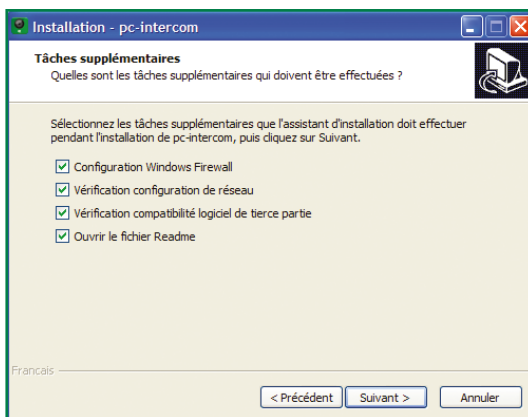 Installation - pc-intercom
Tâches supplémentaires
Quelles sont les tâches supplémentaires qui doivent être effectuées ?
Sélectionnez les tâches supplémentaires que l'assistant d'installation doit effectuer
pendant l'installation de pc-intercom, puis cliquez sur Suivant.
Configuration Windows Firewall
Vérification configuration de réseau
Vérification compatibilité logiciel de tierce partie
Ouvrir le fichier Readme
Francais
< Précédent Suivant > Annuler